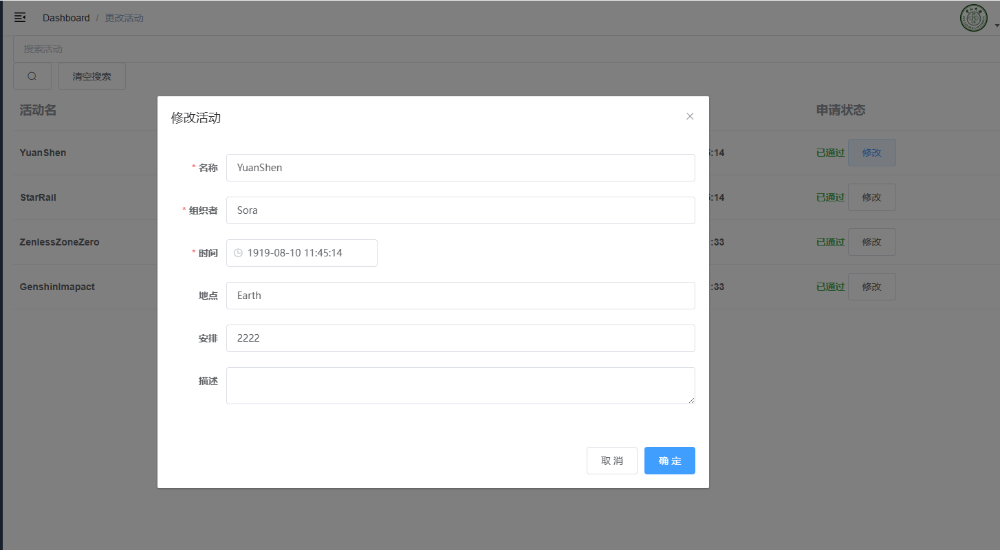 Dashboard / 更改活动
搜索活动
清空搜索
活动名 申请状态
YuanShen :14 已通过 修改
StarRail :14 已通过 修改
ZenlessZoneZero :33 已通过 修改
GenshinImapact :33 已通过 修改
修改活动
* 名称 YuanShen
* 组织者 Sora
* 时间 1919-08-10 11:45:14
地点 Earth
安排 2222
描述
取 消 确 定